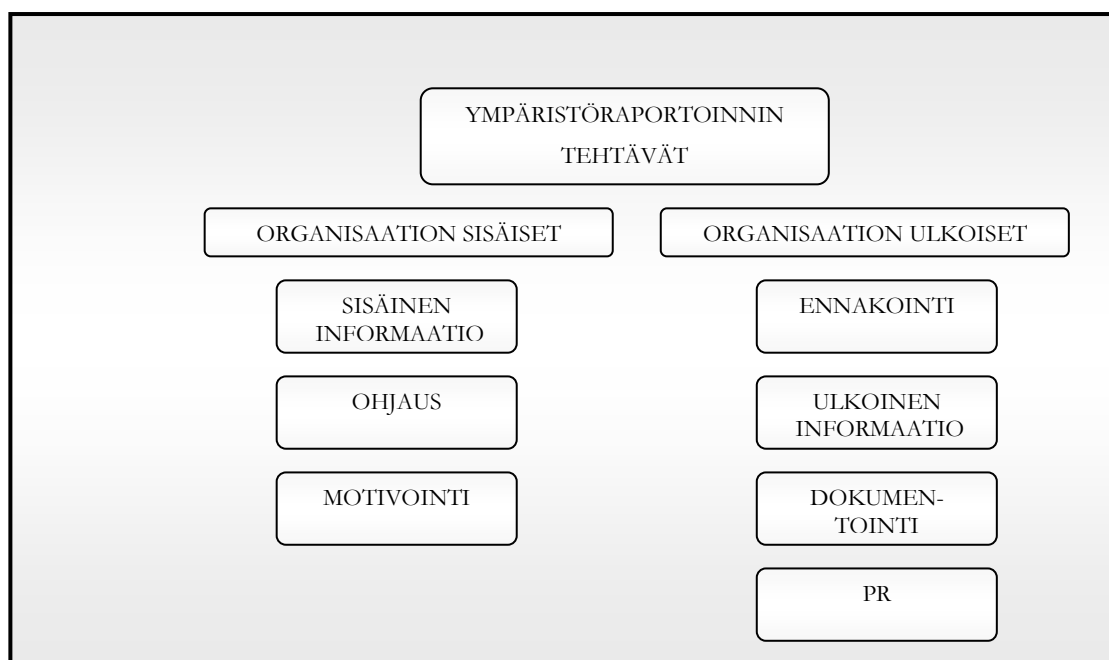 YMPÄRISTÖRAPORTOINNIN
TEHTÄVÄT
ORGANISAATION SISÄISET
SISÄINEN
INFORMAATIO
OHJAUS
MOTIVOINTI
ORGANISAATION ULKOISET
ENNAKOINTI
ULKOINEN
INFORMAATIO
DOKUMEN-
TOINTI
PR